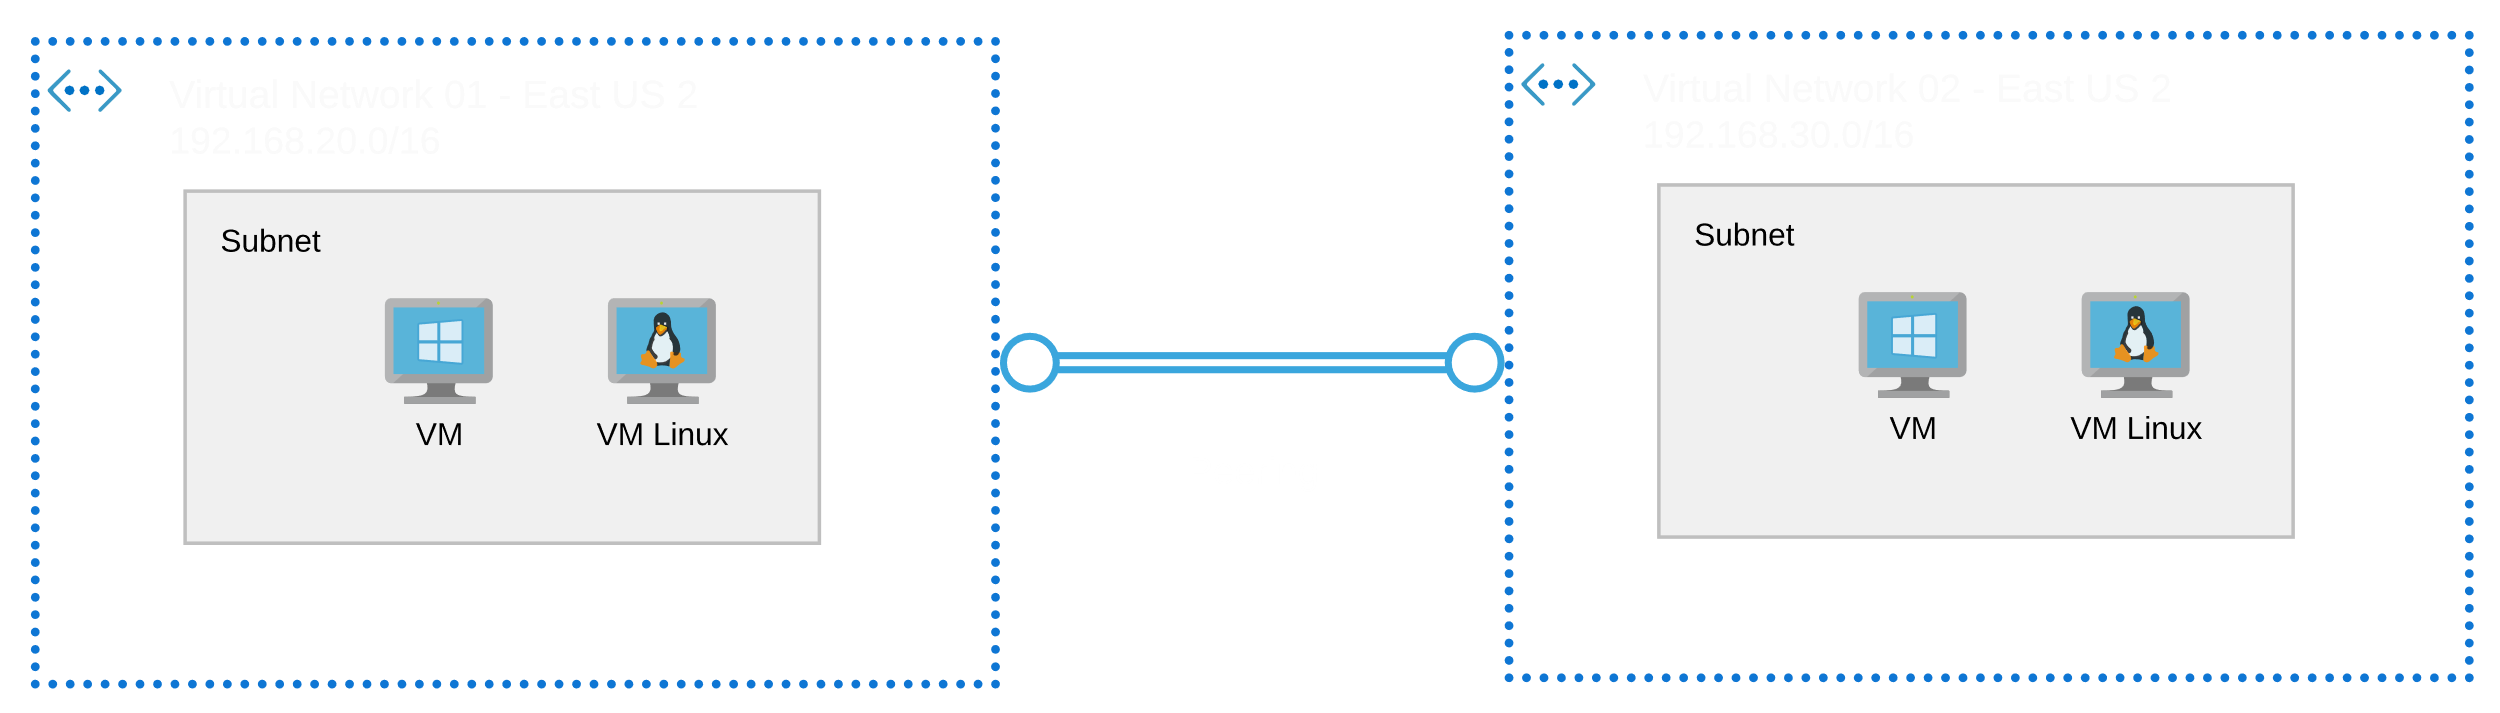 Virtual Network 01 - East US 2
192.168.20.0/16
Subnet
VM
VM Linux
Virtual Network 02 - East US 2
192.168.30.0/16
Subnet
VM
VM Linux